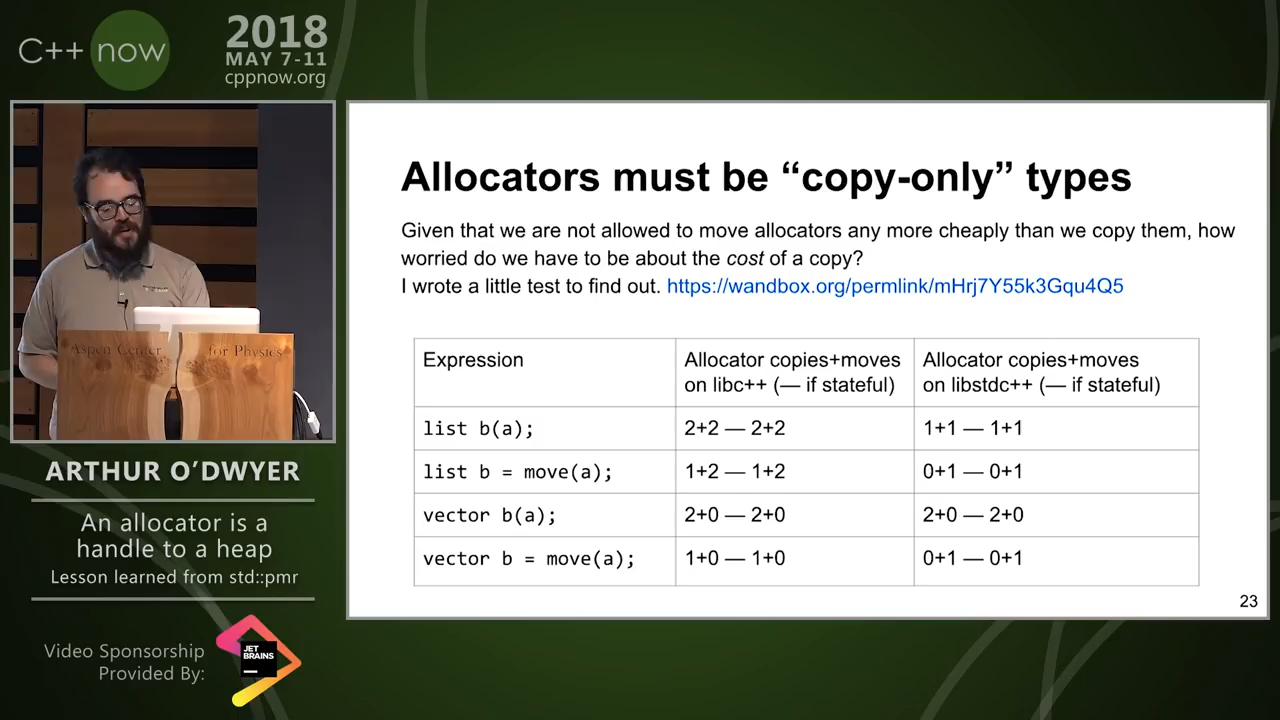 C++ now
2018
MAY 7-11
cppnow.org
Aspen Center for Physics
ARTHUR O'DWYER
An allocator is a
handle to a heap
Lesson learned from std::pmr
Video Sponsorship
Provided By:
JET
BRAINS
Allocators must be “copy-only” types
Given that we are not allowed to move allocators any more cheaply than we copy them, how
worried do we have to be about the cost of a copy?
I wrote a little test to find out. https://wandbox.org/permlink/mHrj7Y55k3Gqu4Q5
Expression
Allocator copies+moves
on libc++ (— if stateful)
Allocator copies+moves
on libstdc++ (— if stateful)
list b(a);
2+2 — 2+2
1+1 — 1+1
list b = move(a);
1+2 — 1+2
0+1 — 0+1
vector b(a);
2+0 — 2+0
2+0 — 2+0
vector b = move(a);
1+0 — 1+0
0+1 — 0+1
23